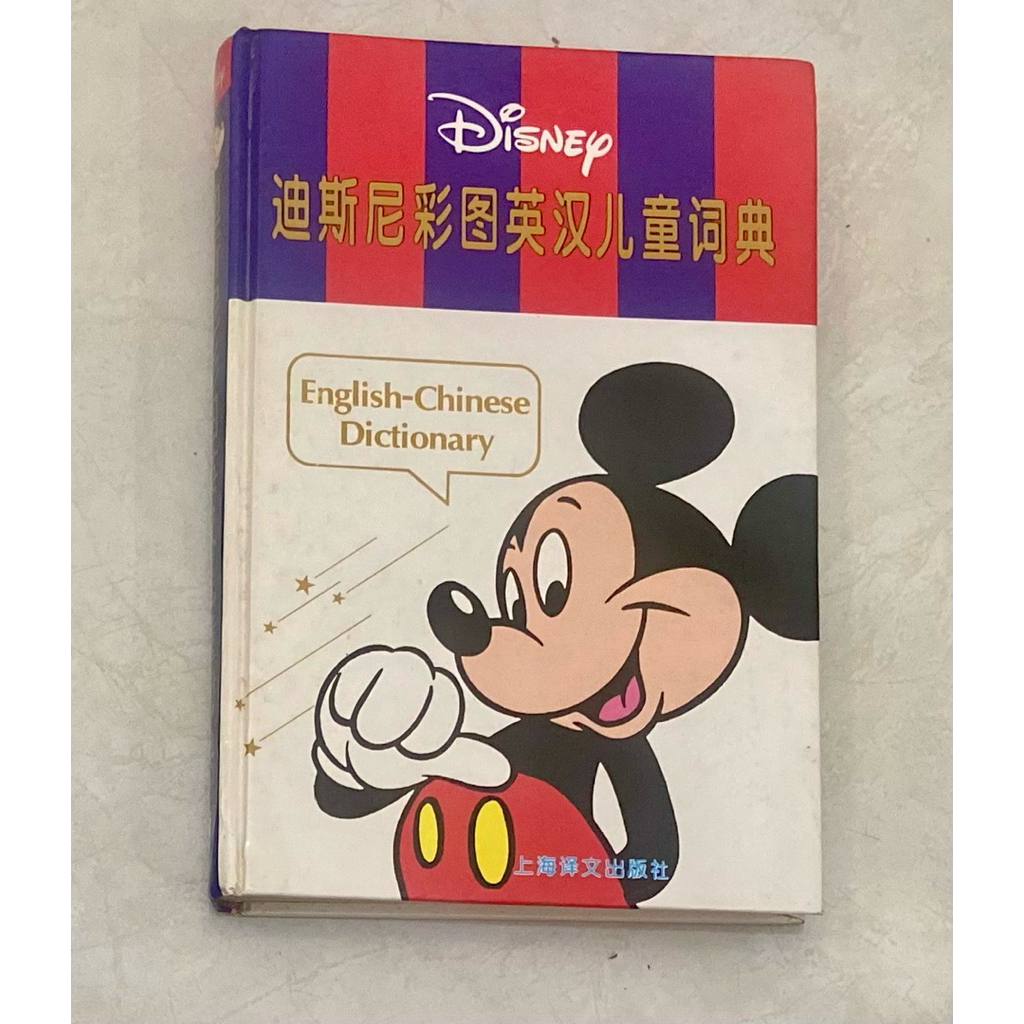 Disney
迪斯尼彩图英汉儿童词典
English-Chinese
Dictionary
上海译文出版社